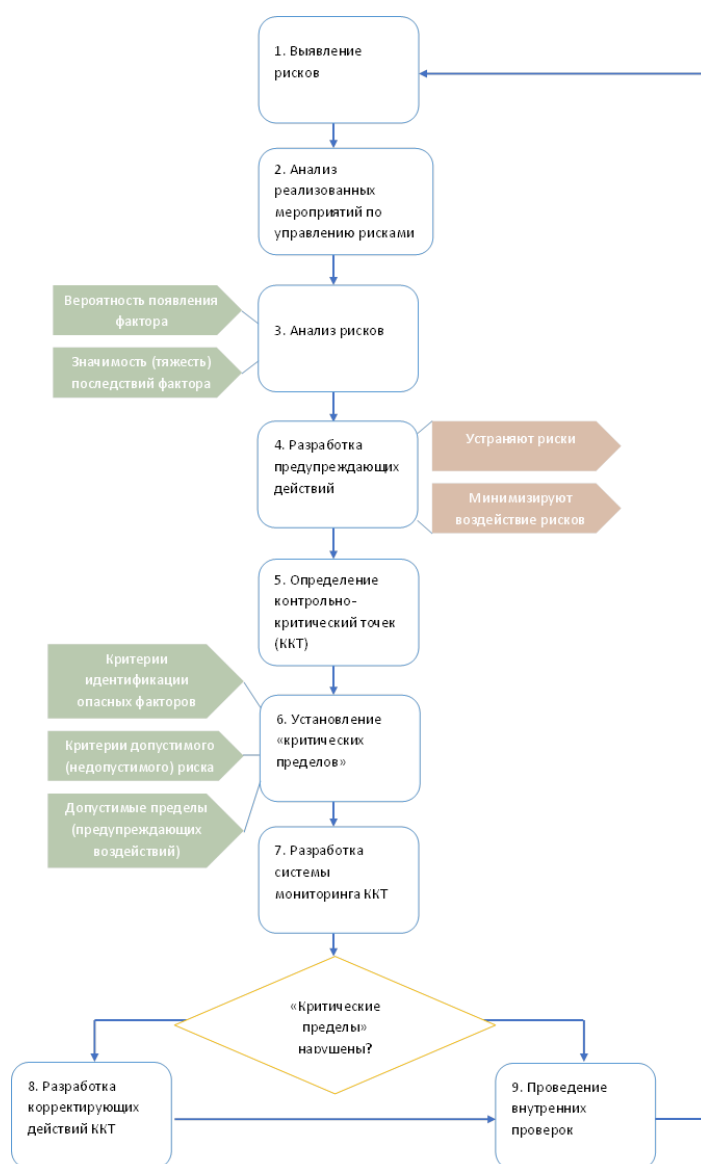 1. Выявление
рисков
2. Анализ
реализованных
мероприятий по
управлению рисками
Вероятность появления
фактора
3. Анализ рисков
Значимость (тяжесть)
последствий фактора
4. Разработка
предупреждающих
действий
Устраняют риски
Минимизируют
воздействие рисков
5. Определение
контрольно-
критический точек
(ККТ)
Критерии
идентификации
опасных факторов
6. Установление
«критических
пределов»
Критерии допустимого
(недопустимого) риска
Допустимые пределы
(предупреждающих
воздействий)
7. Разработка
системы
мониторинга ККТ
«Критические
пределы»
нарушены?
8. Разработка
корректирующих
действий ККТ
9. Проведение
внутренних
проверок